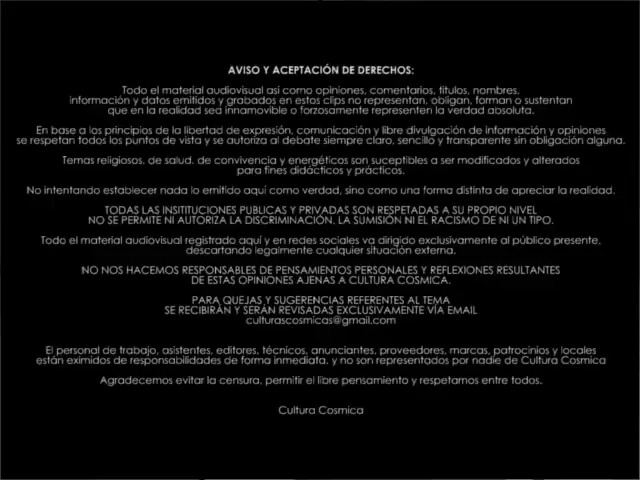 AVISO Y ACEPTACIÓN DE DERECHOS:
Todo el material audiovisual asi como opiniones, comentarios, titulos, nombres,
información y datos emitidos y grabados en estos clips no representan, obligan, forman o sustentan
que en la realidad sea innamovible o forzosamente representen la verdad absoluta.
En base a los principios de la libertad de expresión, comunicación y libre divulgación de información y opiniones
se respetan todos los puntos de vista y se autoriza al debate siempre claro, sencillo y transparente sin obligación alguna.
Temas religiosos, de salud, de convivencia y energéticos son suceptibles a ser modificados y alterados
para fines didácticos y prácticos.
No intentando establecer nada lo emitido aquí como verdad, sino como una forma distinta de apreciar la realidad.
TODAS LAS INSITITUCIONES PUBLICAS Y PRIVADAS SON RESPETADAS A SU PROPIO NIVEL
NO SE PERMITE NI AUTORIZA LA DISCRIMINACIÓN, LA SUMISIÓN NI EL RACISMO DE NI UN TIPO.
Todo el material audiovisual registrado aquí y en redes sociales va dirigido exclusivamente al público presente,
descartando legalmente cualquier situación externa.
NO NOS HACEMOS RESPONSABLES DE PENSAMIENTOS PERSONALES Y REFLEXIONES RESULTANTES
DE ESTAS OPINIONES AJENAS A CULTURA COSMICA.
PARA QUEJAS Y SUGERENCIAS REFERENTES AL TEMA
SE RECIBIRÁN Y SERÁN REVISADAS EXCLUSIVAMENTE VÍA EMAIL
culturascosmicas@gmail.com
El personal de trabajo, asistentes, editores, técnicos, anunciantes, proveedores, marcas, patrocinios y locales
están eximidos de responsabilidades de forma inmediata, y no son representados por nadie de Cultura Cosmica
Agradecemos evitar la censura, permitir el libre pensamiento y respetarnos entre todos.
Cultura Cosmica